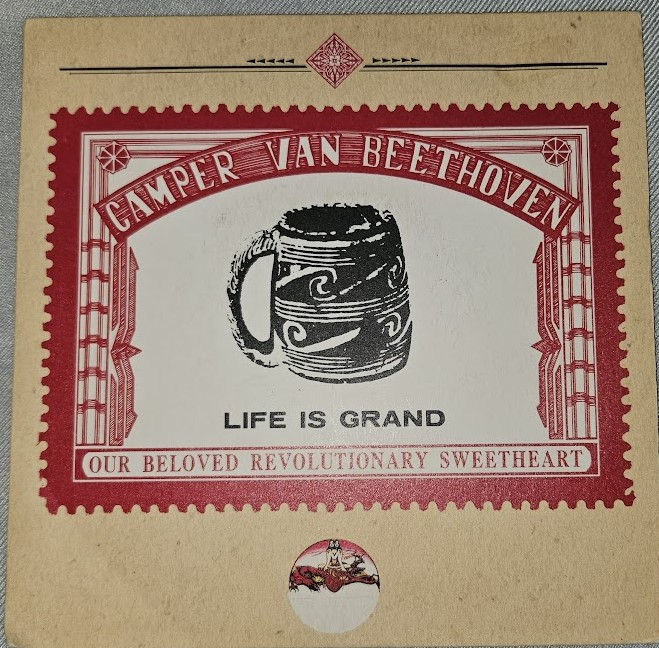 CAMPER VAN BEETHOVEN
LIFE IS GRAND
OUR BELOVED REVOLUTIONARY SWEETHEART